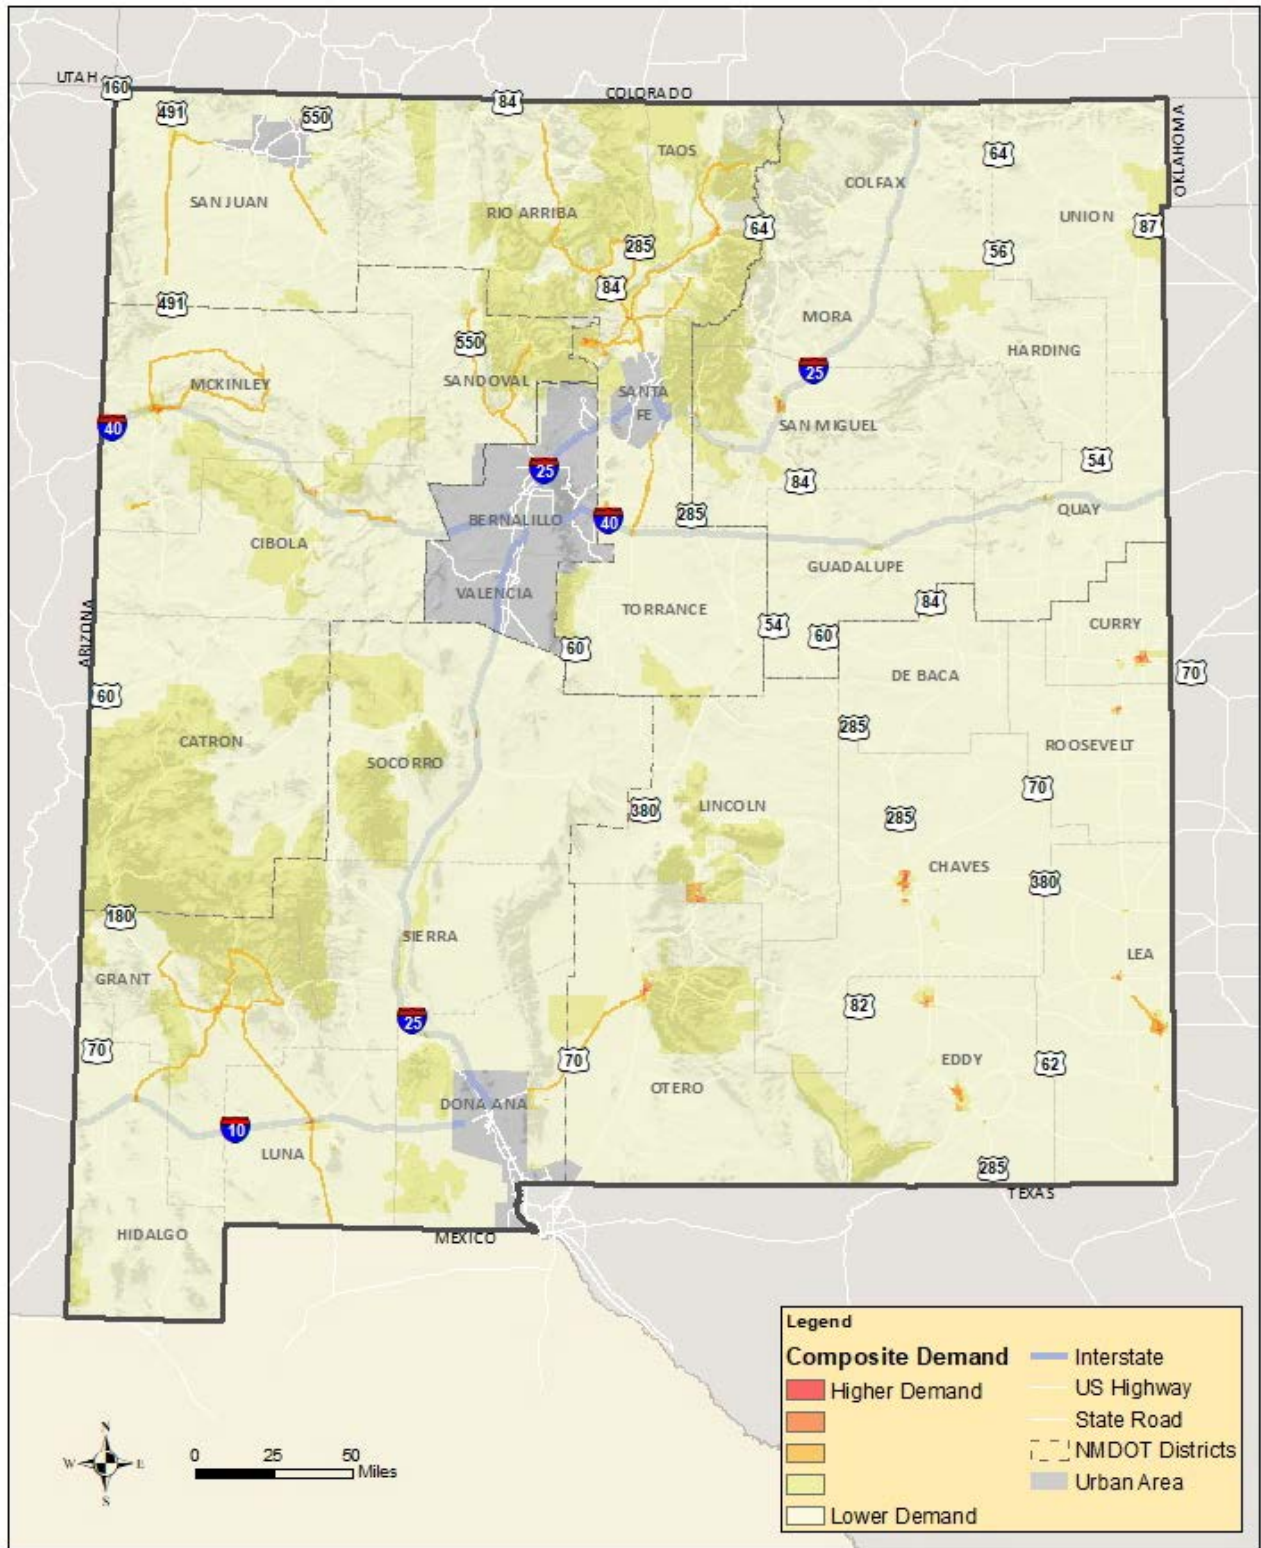 UTAH
160
COLORADO
84
491
550
OKLAHOMA
TAOS
64
COLFAX
SAN JUAN
RIO ARRIBA
UNION
64
87
285
56
84
491
MORA
550
HARDING
MCKINLEY
SANDOVAL
25
SANTA
FE
40
SAN MIGUEL
25
54
84
BERNALILLO
40
285
QUAY
CIBOLA
GUADALUPE
VALENCIA
84
TORRANCE
54
60
CURRY
ARIZONA
60
70
DE BACA
60
285
CATRON
ROOSEVELT
SOCORRO
70
380
LINCOLN
285
CHAVES
380
180
SIERRA
LEA
GRANT
82
25
70
70
EDDY
62
DONA ANA
OTERO
10
LUNA
285
TEXAS
HIDALGO
MEXICO
Legend
Composite Demand
Higher Demand
Lower Demand
Interstate
US Highway
State Road
NMDOT Districts
Urban Area
N
W
E
S
0 25 50
Miles